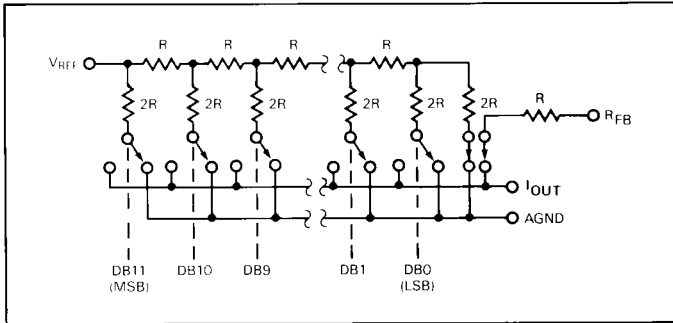 R R R R
VREF
2R 2R 2R 2R 2R 2R R RFB
IOUT
AGND
DB11 DB10 DB9 DB1 DB0
(MSB) (LSB)